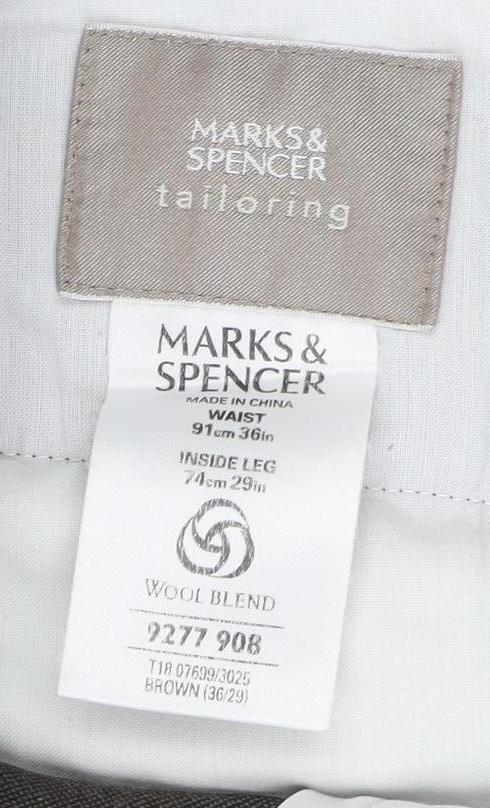 MARKS&
SPENCER
tailoring
MARKS &
SPENCER
MADE IN CHINA
WAIST
91cm 36in
INSIDE LEG
74cm 29in
WOOL BLEND
9277 908
T18 07699/3025
BROWN (36/29)